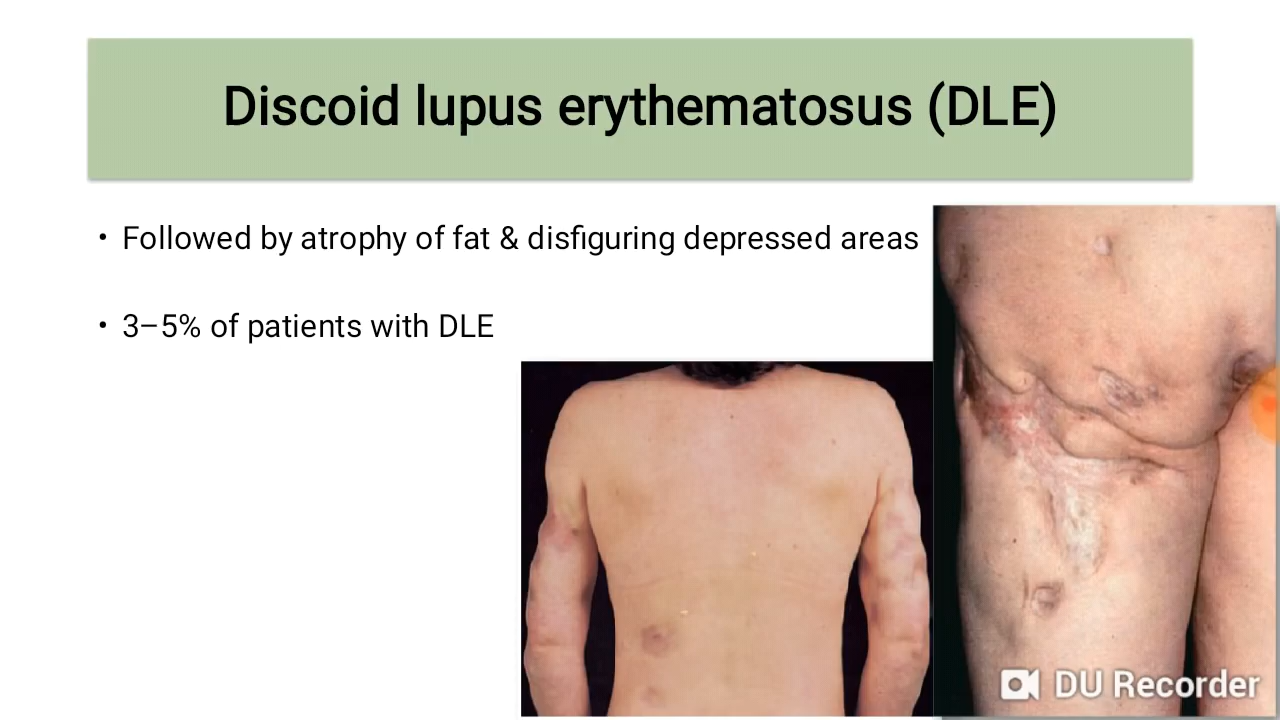 Discoid lupus erythematosus (DLE)
• Followed by atrophy of fat & disfiguring depressed areas
• 3–5% of patients with DLE
DU Recorder